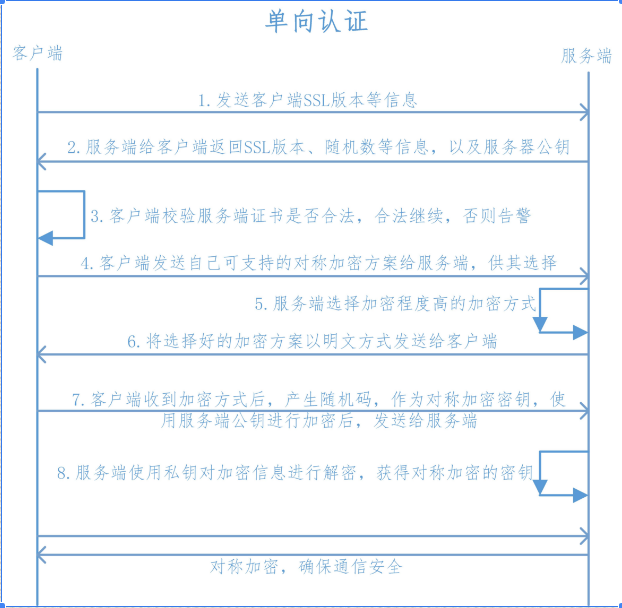 单向认证
客户端
服务端
1.发送客户端SSL版本等信息
2.服务端给客户端返回SSL版本、随机数等信息，以及服务器公钥
3.客户端校验服务端证书是否合法，合法继续，否则告警
4.客户端发送自己可支持的对称加密方案给服务端，供其选择
5.服务端选择加密程度高的加密方式
6.将选择好的加密方案以明文方式发送给客户端
7.客户端收到加密方式后，产生随机码，作为对称加密密钥，使
用服务端公钥进行加密后，发送给服务端
8.服务端使用私钥对加密信息进行解密，获得对称加密的密钥
对称加密，确保通信安全